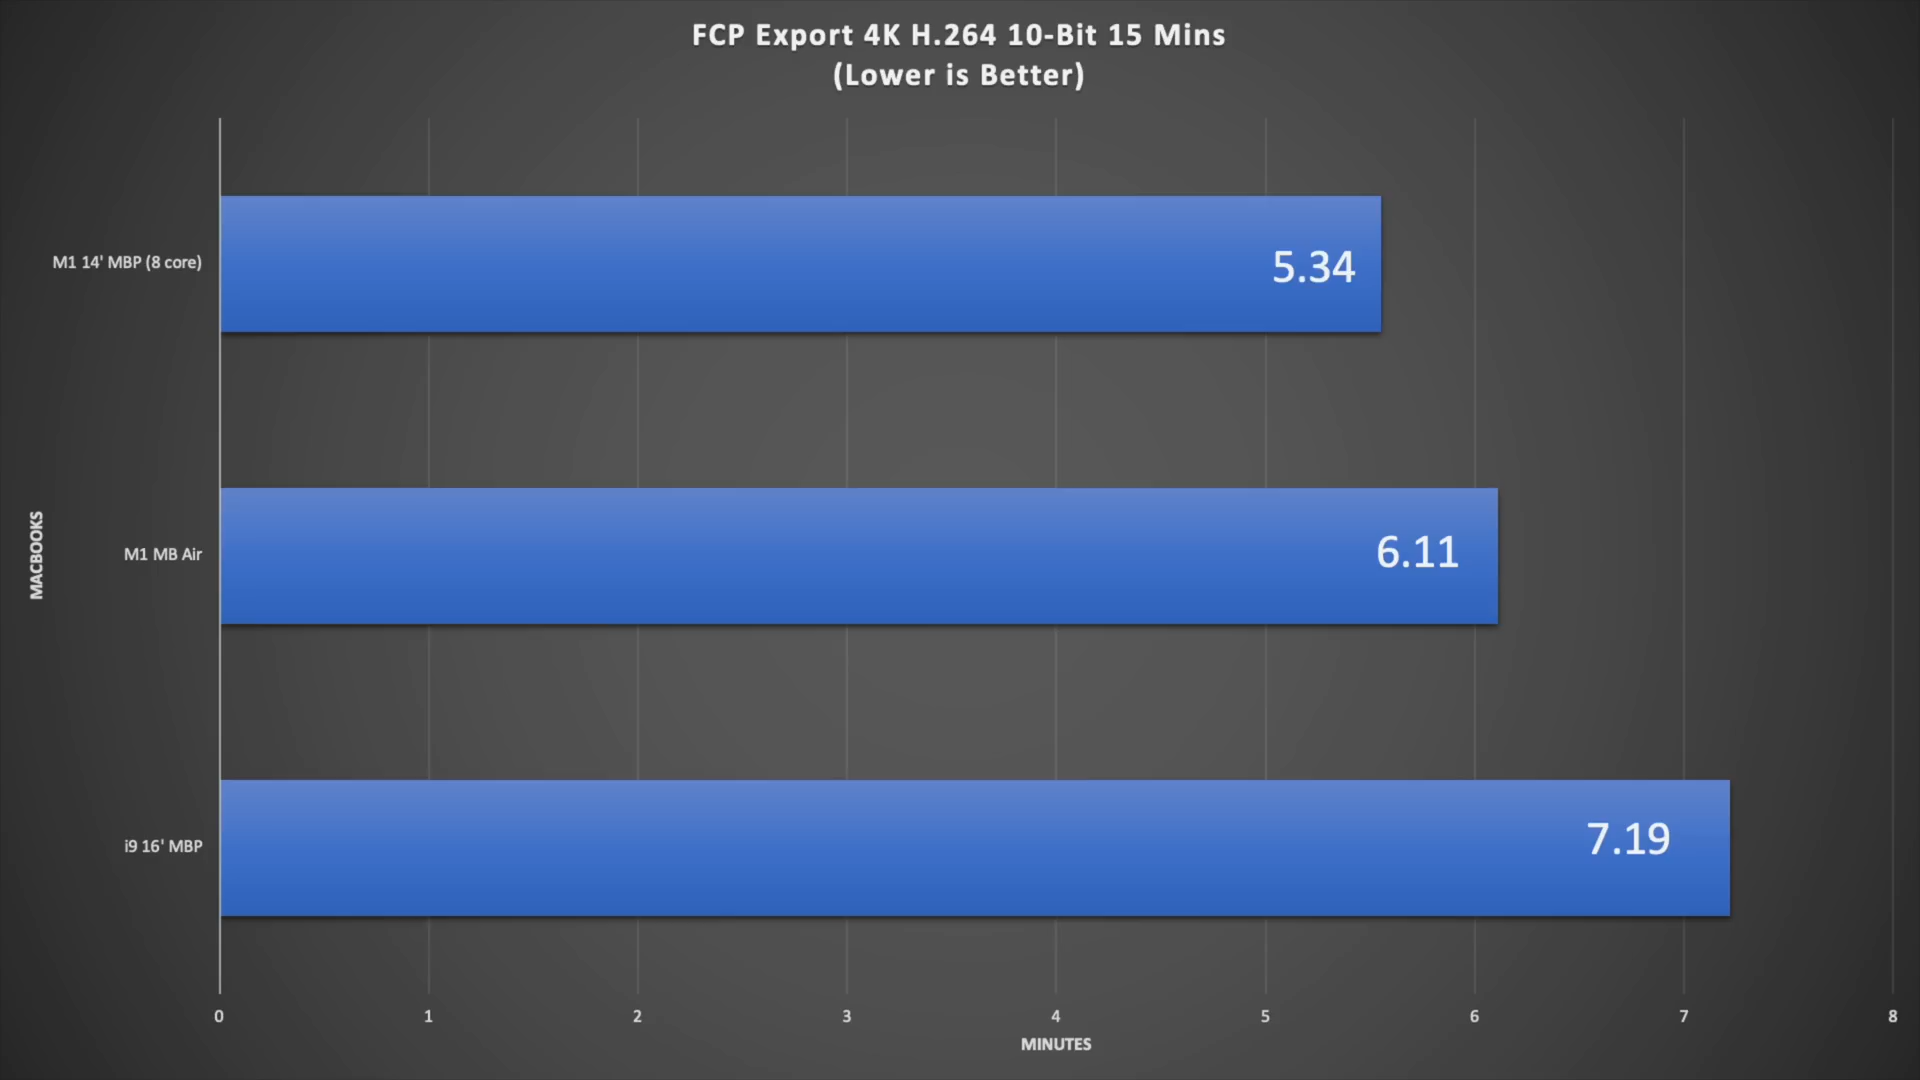 FCP Export 4K H.264 10-Bit 15 Mins
(Lower is Better)
M1 14' MBP (8 core)
5.34
MACBOOKS
M1 MB Air
6.11
i9 16' MBP
7.19
0 1 2 3 4 5 6 7 8
MINUTES